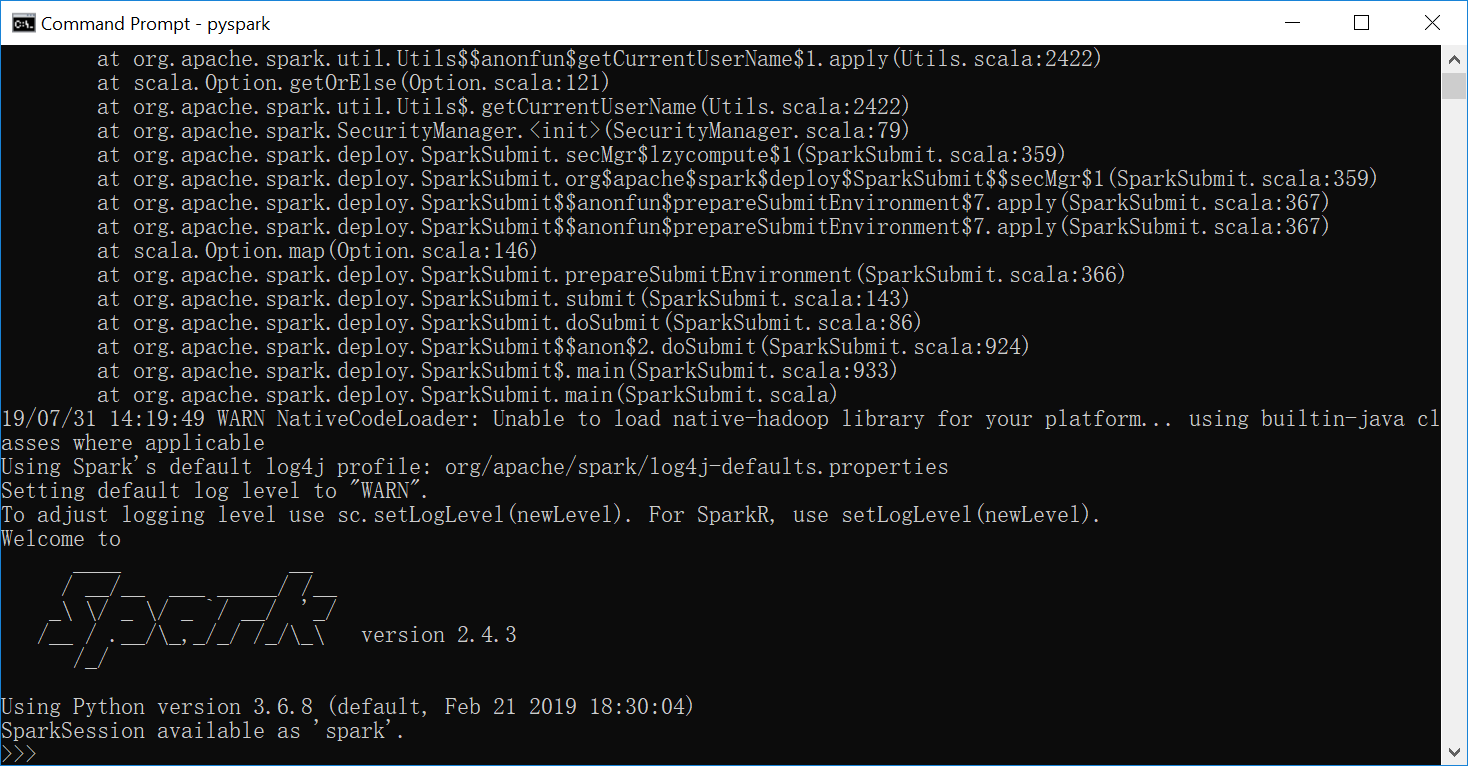 Command Prompt - pyspark
at org.apache.spark.util.Utils$$anonfun$getCurrentUserName$1.apply(Utils.scala:2422)
at scala.Option.getOrElse(Option.scala:121)
at org.apache.spark.util.Utils$.getCurrentUserName(Utils.scala:2422)
at org.apache.spark.SecurityManager.<init>(SecurityManager.scala:79)
at org.apache.spark.deploy.SparkSubmit.secMgr$lzycompute$1(SparkSubmit.scala:359)
at org.apache.spark.deploy.SparkSubmit.org$apache$spark$deploy$SparkSubmit$$secMgr$1(SparkSubmit.scala:359)
at org.apache.spark.deploy.SparkSubmit$$anonfun$prepareSubmitEnvironment$7.apply(SparkSubmit.scala:367)
at org.apache.spark.deploy.SparkSubmit$$anonfun$prepareSubmitEnvironment$7.apply(SparkSubmit.scala:367)
at scala.Option.map(Option.scala:146)
at org.apache.spark.deploy.SparkSubmit.prepareSubmitEnvironment(SparkSubmit.scala:366)
at org.apache.spark.deploy.SparkSubmit.submit(SparkSubmit.scala:143)
at org.apache.spark.deploy.SparkSubmit.doSubmit(SparkSubmit.scala:86)
at org.apache.spark.deploy.SparkSubmit$$anon$2.doSubmit(SparkSubmit.scala:924)
at org.apache.spark.deploy.SparkSubmit$.main(SparkSubmit.scala:933)
at org.apache.spark.deploy.SparkSubmit.main(SparkSubmit.scala)
19/07/31 14:19:49 WARN NativeCodeLoader: Unable to load native-hadoop library for your platform... using builtin-java cl
asses where applicable
Using Spark's default log4j profile: org/apache/spark/log4j-defaults.properties
Setting default log level to "WARN".
To adjust logging level use sc.setLogLevel(newLevel). For SparkR, use setLogLevel(newLevel).
Welcome to
Spark version 2.4.3
Using Python version 3.6.8 (default, Feb 21 2019 18:30:04)
SparkSession available as 'spark'.
>>>